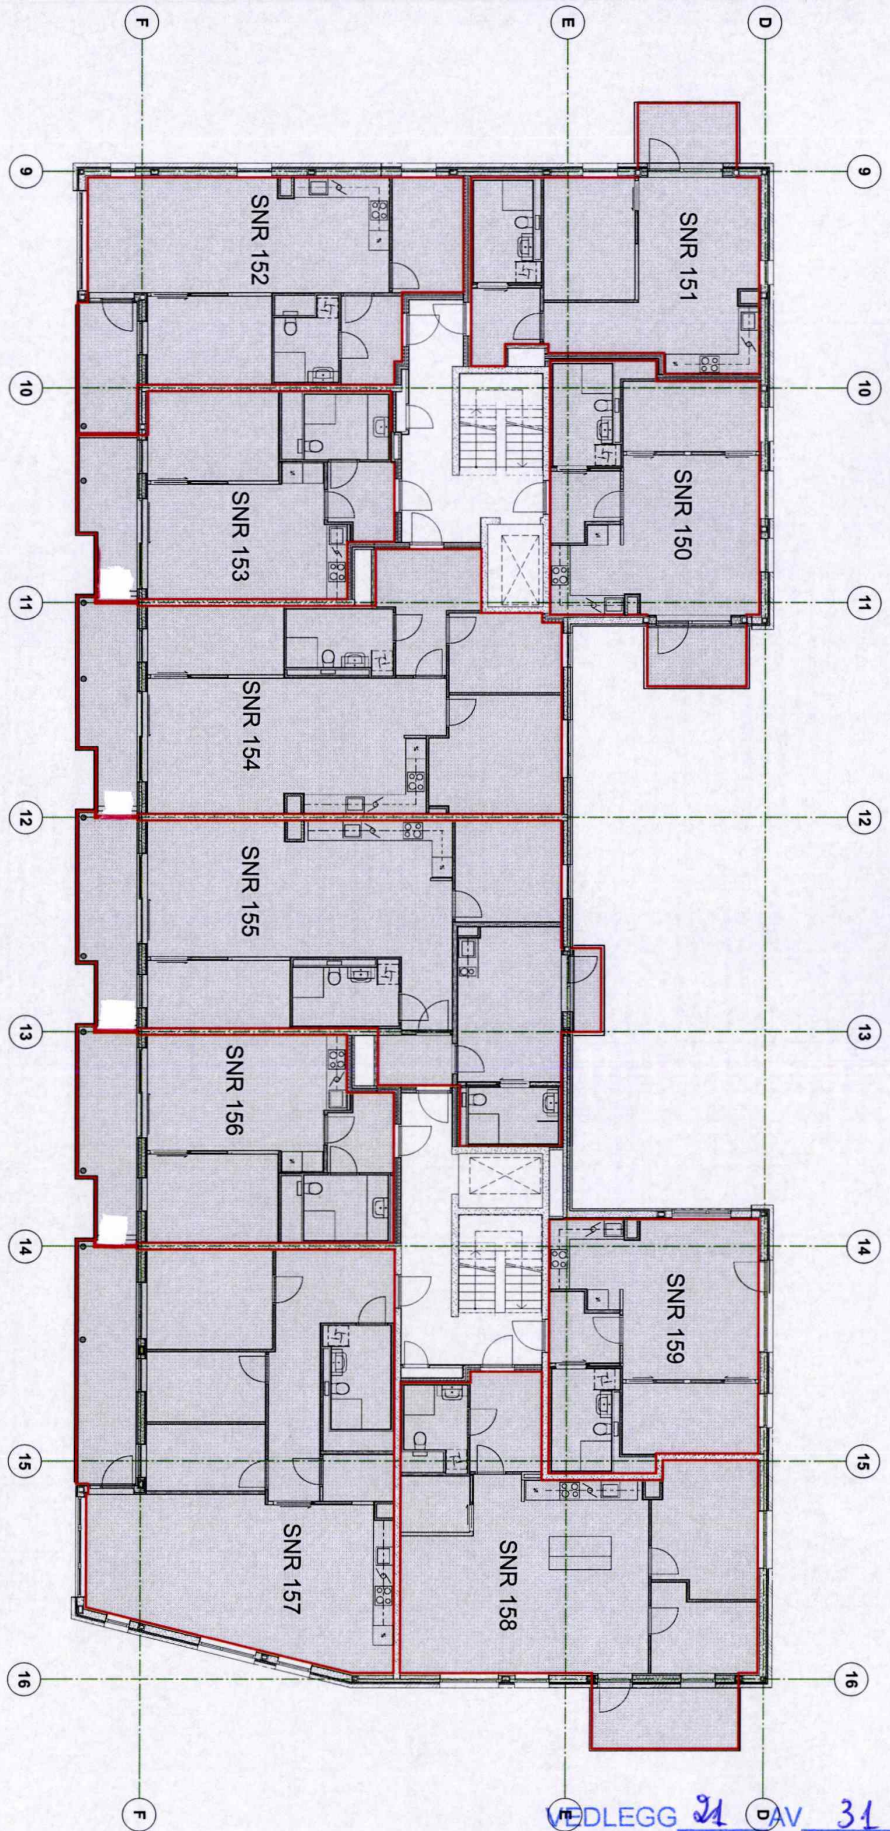 F E D
9 9
SNR 152
SNR 151
10 10
SNR 153
SNR 150
11 11
SNR 154
12 12
SNR 155
13 13
SNR 156
14 14
SNR 159
15 15
SNR 157
SNR 158
16 16
F E D
VEDLEGG 21 AV 31